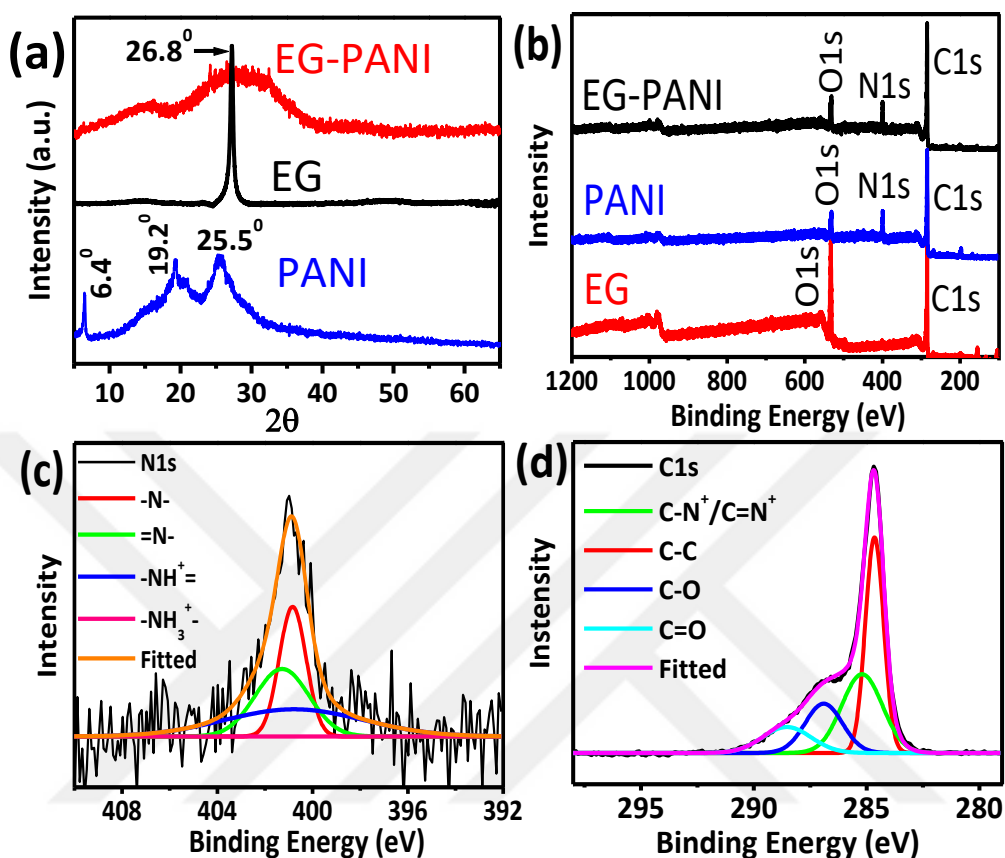 (a)
26.8⁰
EG-PANI
EG
6.4⁰
19.2⁰
25.5⁰
PANI
Intensity (a.u.)
10 20 30 40 50 60
2θ
(b)
EG-PANI
O1s
N1s
C1s
PANI
O1s
N1s
C1s
EG
O1s
C1s
Intensity
1200 1000 800 600 400 200
Binding Energy (eV)
(c)
N1s
-N-
=N-
-NH⁺=
-NH₃⁺-
Fitted
Intensity
408 404 400 396 392
Binding Energy (eV)
(d)
C1s
C-N⁺/C=N⁺
C-C
C-O
C=O
Fitted
Instensity
295 290 285 280
Binding Energy (eV)